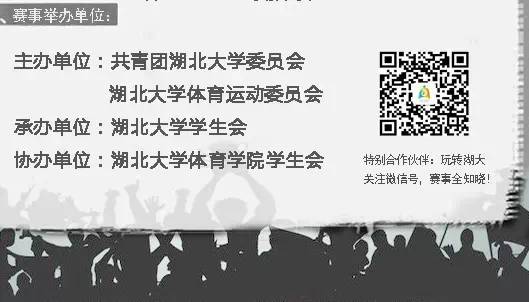 赛事举办单位：
主办单位：共青团湖北大学委员会
湖北大学体育运动委员会
承办单位：湖北大学学生会
协办单位：湖北大学体育学院学生会
特别合作伙伴：玩转湖大
关注微信号，赛事全知晓！